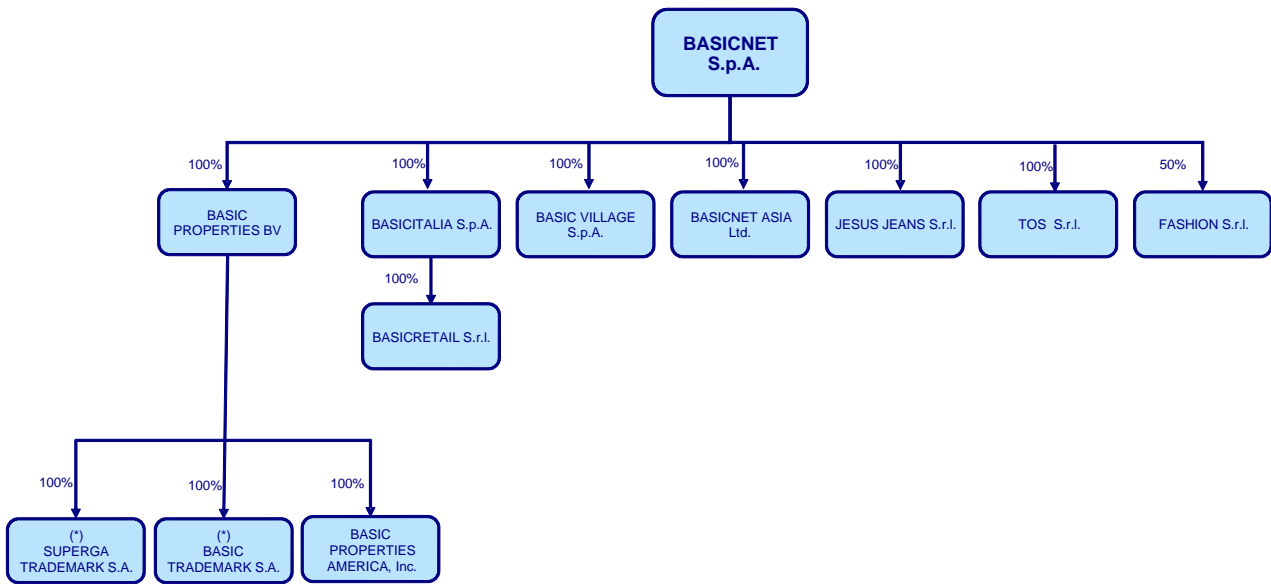 BASICNET
S.p.A.
100%
100%
100%
100%
100%
100%
50%
BASIC
PROPERTIES BV
BASICITALIA S.p.A.
BASIC VILLAGE
S.p.A.
BASICNET ASIA
Ltd.
JESUS JEANS S.r.l.
TOS S.r.l.
FASHION S.r.l.
100%
BASICRETAIL S.r.l.
100%
100%
100%
(*)
SUPERGA
TRADEMARK S.A.
(*)
BASIC
TRADEMARK S.A.
BASIC
PROPERTIES
AMERICA, Inc.